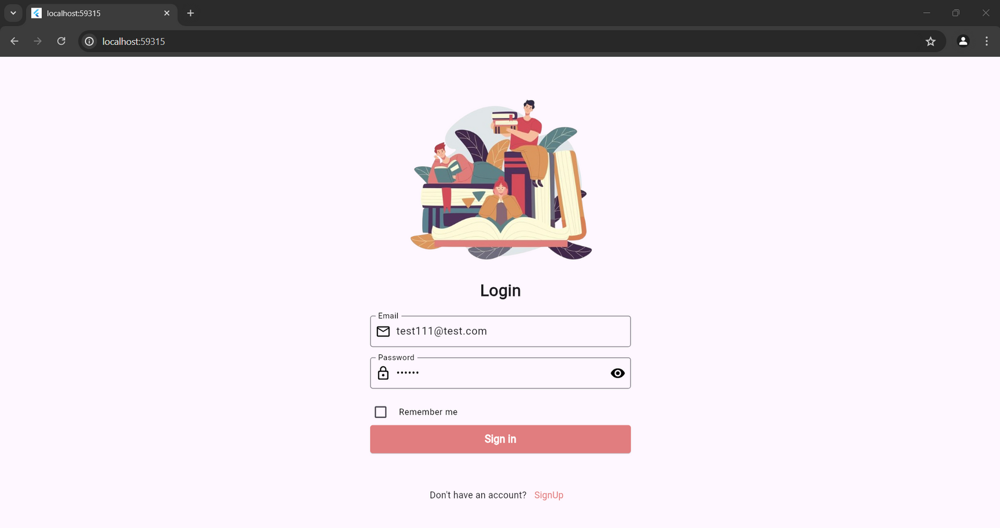 localhost:59315
localhost:59315
Login
Email
test111@test.com
Password
••••••
Remember me
Sign in
Don't have an account? SignUp